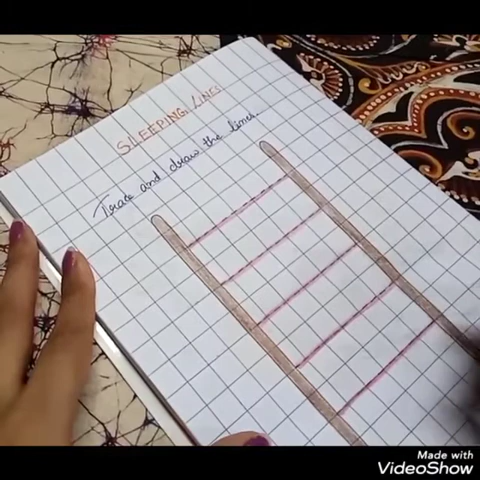 SLEEPING LINES
Trace and draw the lines.
Made with
VideoShow